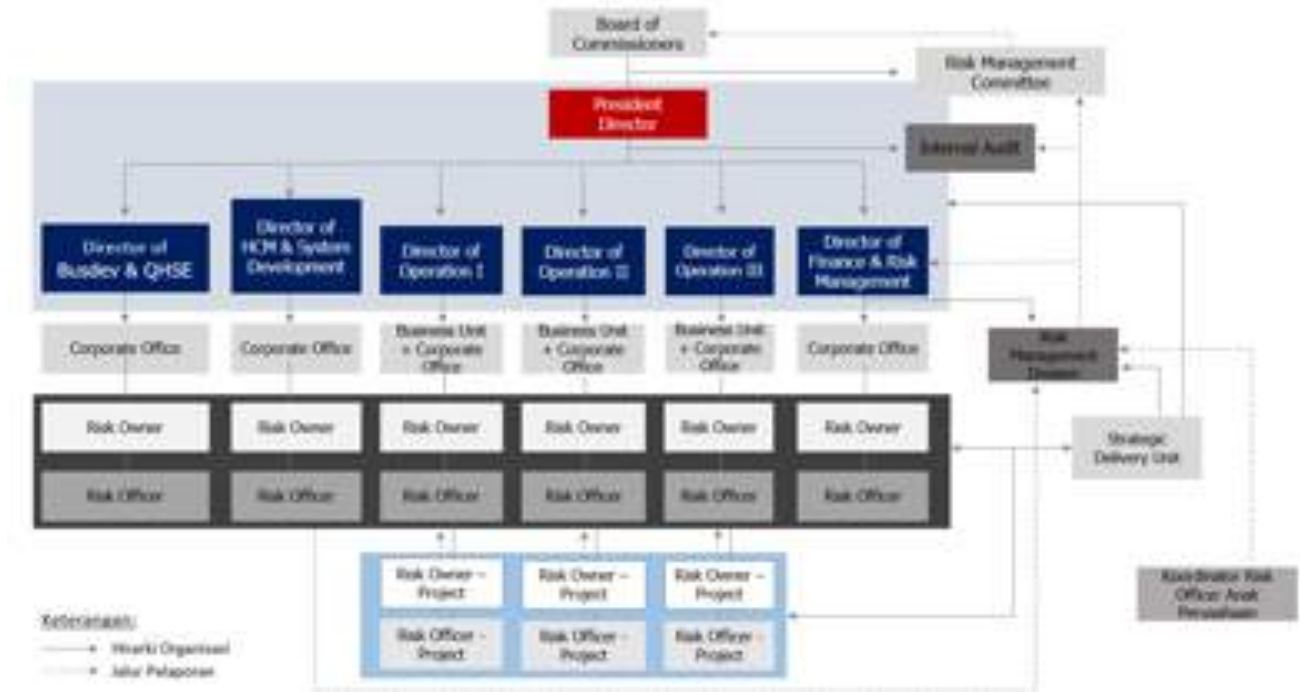 Board of
Commissioners
Risk Management
Committee
President
Director
Internal Audit
Director of
Busdev & QHSE
Director of
HCM & System
Development
Director of
Operation I
Director of
Operation II
Director of
Operation III
Director of
Finance & Risk
Management
Corporate Office
Corporate Office
Business Unit
+ Corporate
Office
Business Unit
+ Corporate
Office
Business Unit
+ Corporate
Office
Corporate Office
Risk
Management
Division
Risk Owner
Risk Owner
Risk Owner
Risk Owner
Risk Owner
Risk Owner
Strategic
Delivery Unit
Risk Officer
Risk Officer
Risk Officer
Risk Officer
Risk Officer
Risk Officer
Risk Owner –
Project
Risk Owner –
Project
Risk Owner –
Project
Risk Officer -
Project
Risk Officer -
Project
Risk Officer -
Project
Koordinator Risk
Officer Anak
Perusahaan
Keterangan:
Hirarki Organisasi
Jalur Pelaporan